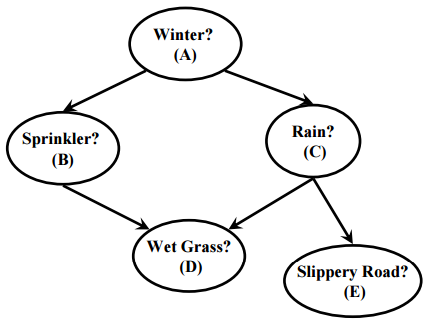 Winter?
(A)
Sprinkler?
(B)
Rain?
(C)
Wet Grass?
(D)
Slippery Road?
(E)